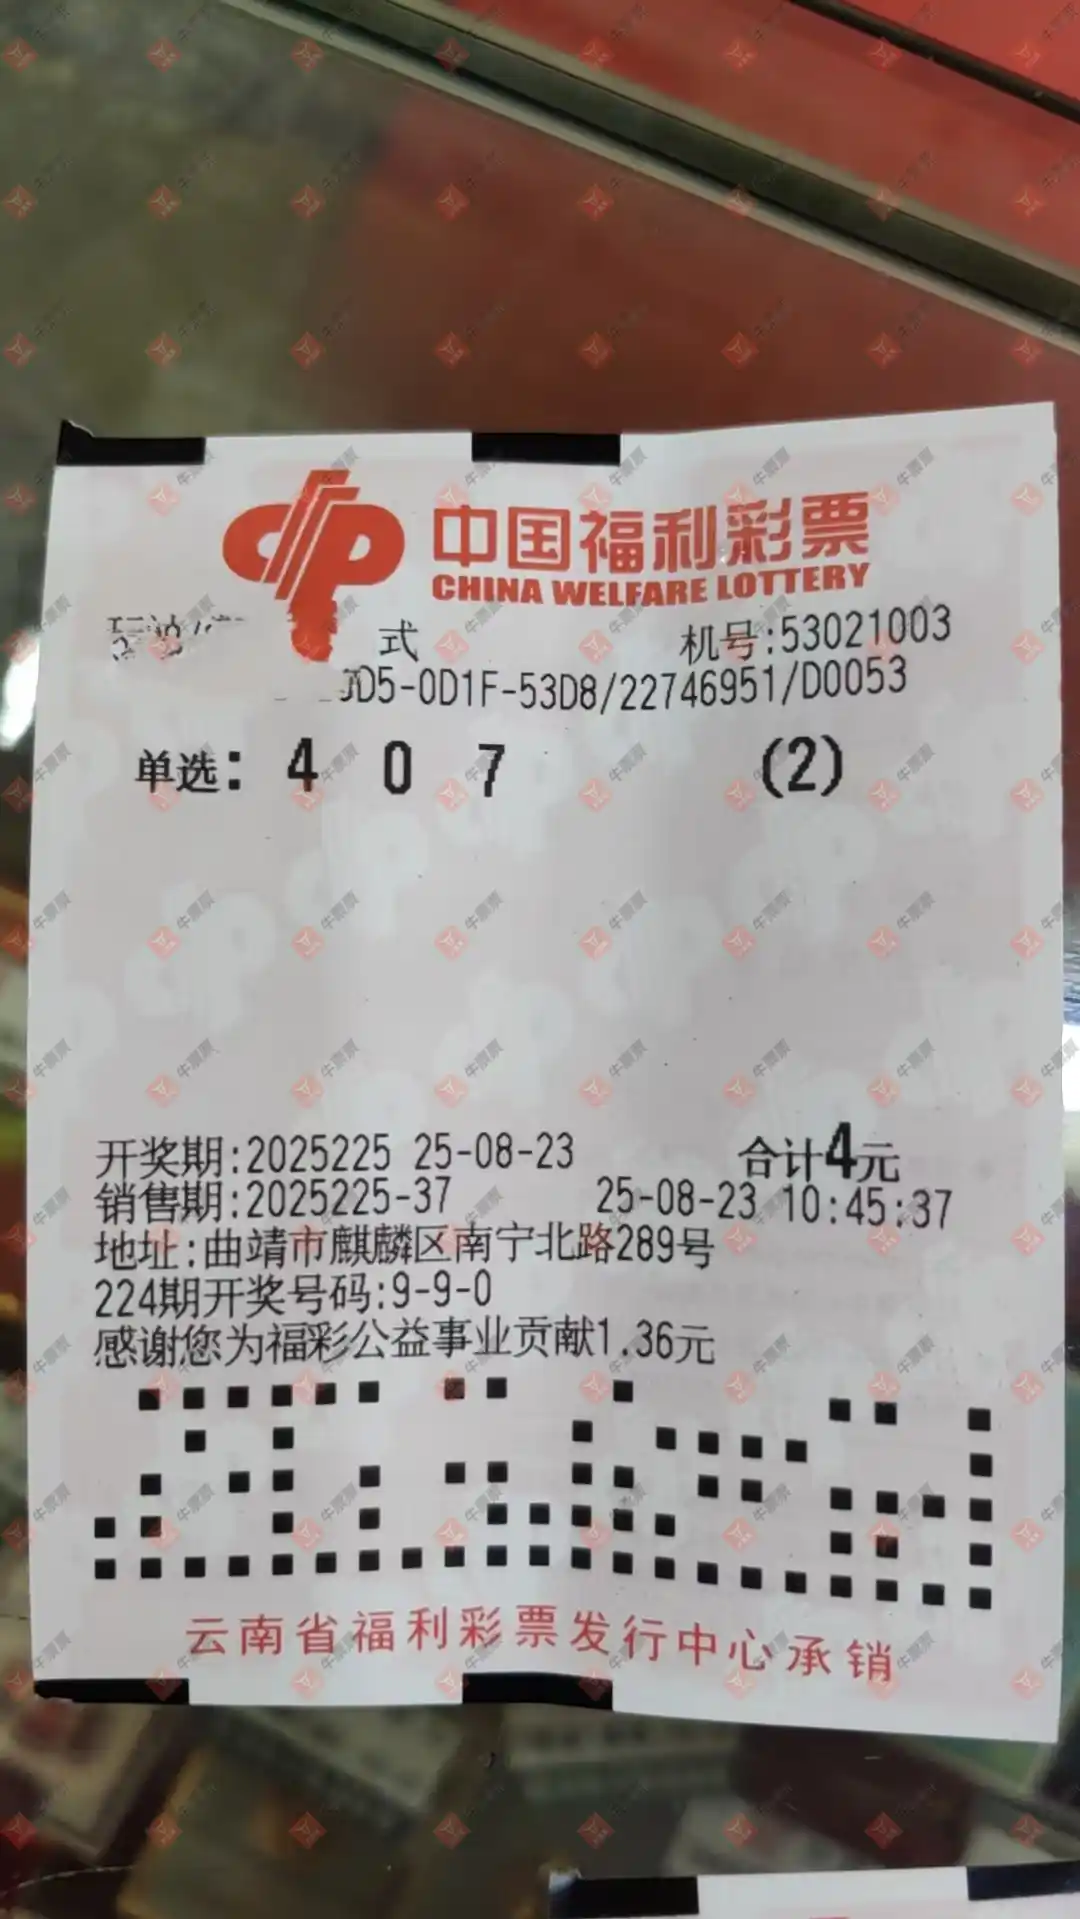 中国福利彩票
CHINA WELFARE LOTTERY
式 机号:53021003
D5-0D1F-53D8/22746951/D0053
单选: 4 0 7 (2)
开奖期:2025225 25-08-23 合计4元
销售期:2025225-37 25-08-23 10:45:37
地址:曲靖市麒麟区南宁北路289号
224期开奖号码:9-9-0
感谢您为福彩公益事业贡献1.36元
云南省福利彩票发行中心承销
牛票票